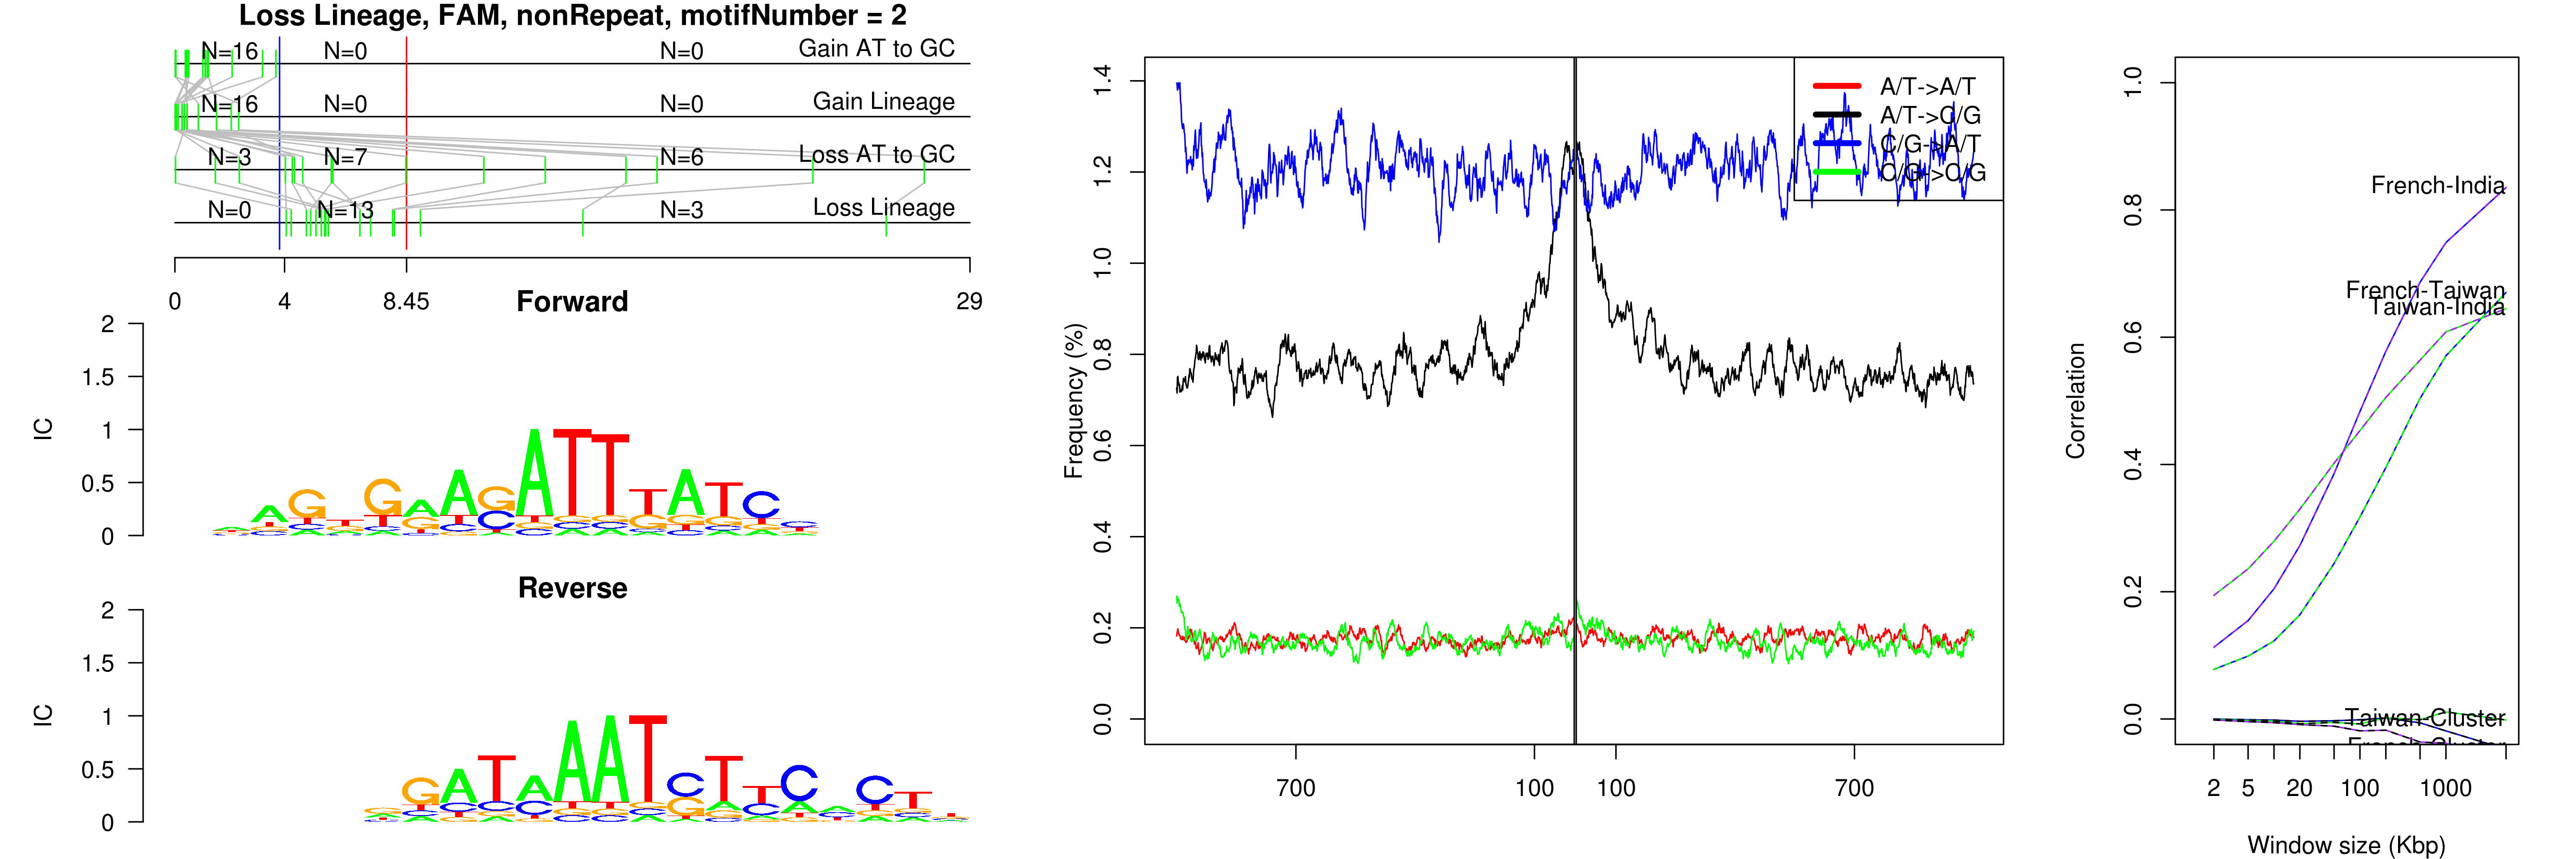 Loss Lineage, FAM, nonRepeat, motifNumber = 2
N=16 N=0 N=0 Gain AT to GC
N=16 N=0 N=0 Gain Lineage
N=3 N=7 N=6 Loss AT to GC
N=0 N=13 N=3 Loss Lineage
0 4 8.45 29
Forward
IC
2
1.5
1
0.5
0
Reverse
IC
2
1.5
1
0.5
0
Frequency (%)
1.4
1.2
1.0
0.8
0.6
0.4
0.2
0.0
A/T->A/T
A/T->C/G
C/G->A/T
C/G->C/G
700 100 100 700
Correlation
1.0
0.8
0.6
0.4
0.2
0.0
French-India
French-Taiwan
Taiwan-India
Taiwan-Cluster
French-Cluster
2 5 20 100 1000
Window size (Kbp)